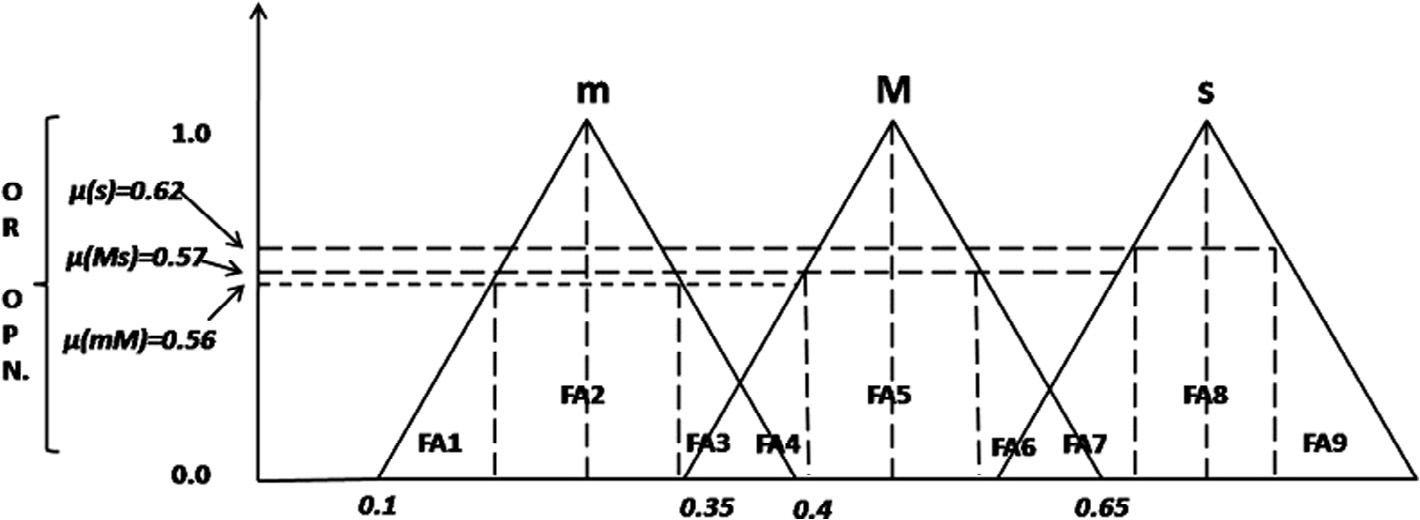 m M s
1.0
O
R
O
P
N.
μ(s)=0.62
μ(Ms)=0.57
μ(mM)=0.56
FA2 FA5 FA8
FA1 FA3 FA4 FA6 FA7 FA9
0.0
0.1 0.35 0.4 0.65